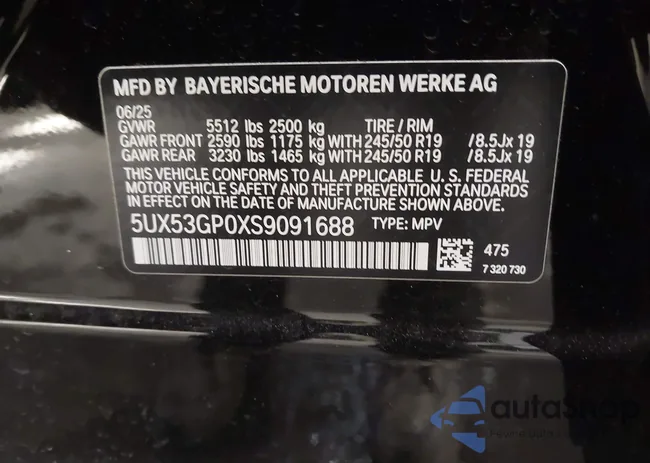 MFD BY BAYERISCHE MOTOREN WERKE AG
06/25
GVWR 5512 lbs 2500 kg TIRE / RIM
GAWR FRONT 2590 lbs 1175 kg WITH 245/50 R19 /8.5Jx 19
GAWR REAR 3230 lbs 1465 kg WITH 245/50 R19 /8.5Jx 19
THIS VEHICLE CONFORMS TO ALL APPLICABLE U. S. FEDERAL
MOTOR VEHICLE SAFETY AND THEFT PREVENTION STANDARDS
IN EFFECT ON THE DATE OF MANUFACTURE SHOWN ABOVE.
5UX53GP0XS9091688 TYPE: MPV
475
7 320 730
autaShop